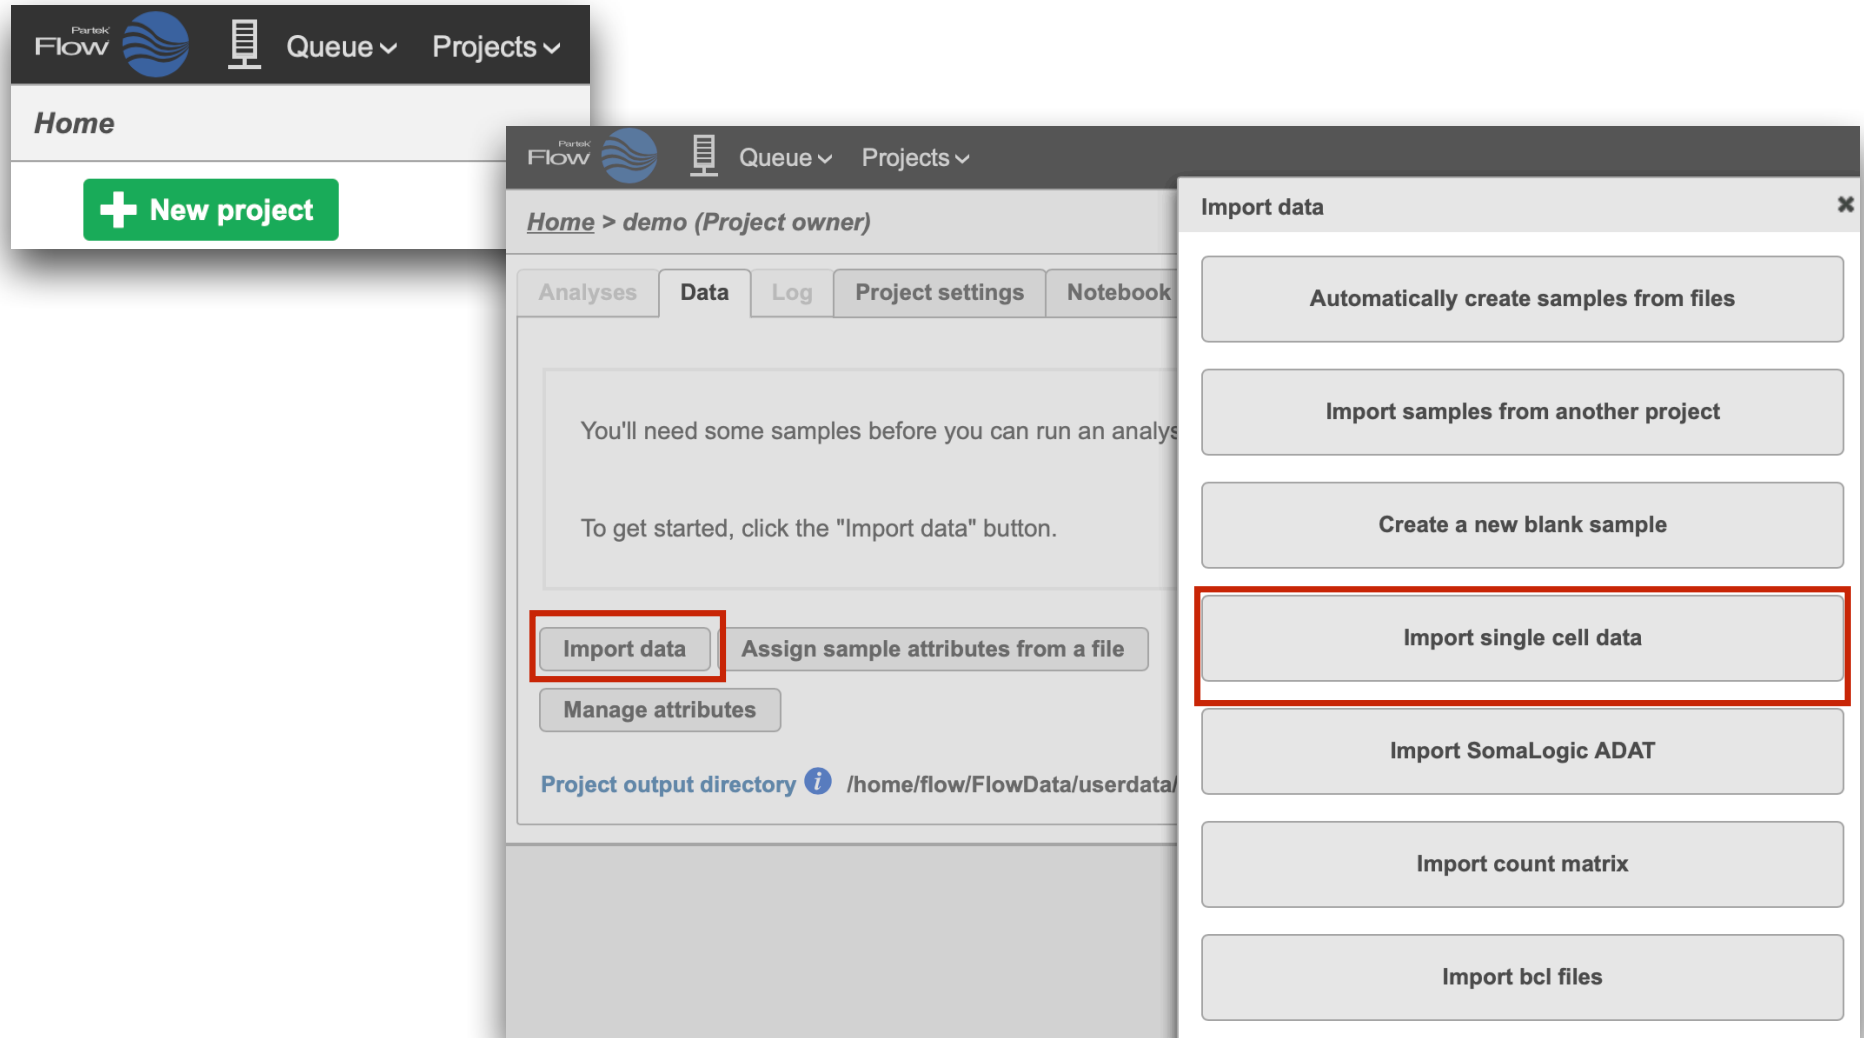 Partek
Flow
Queue
Projects
Home
New project
Partek
Flow
Queue
Projects
Home > demo (Project owner)
Analyses
Data
Log
Project settings
Notebook
You'll need some samples before you can run an analys
To get started, click the "Import data" button.
Import data
Assign sample attributes from a file
Manage attributes
Project output directory i /home/flow/FlowData/userdata/
Import data
Automatically create samples from files
Import samples from another project
Create a new blank sample
Import single cell data
Import SomaLogic ADAT
Import count matrix
Import bcl files